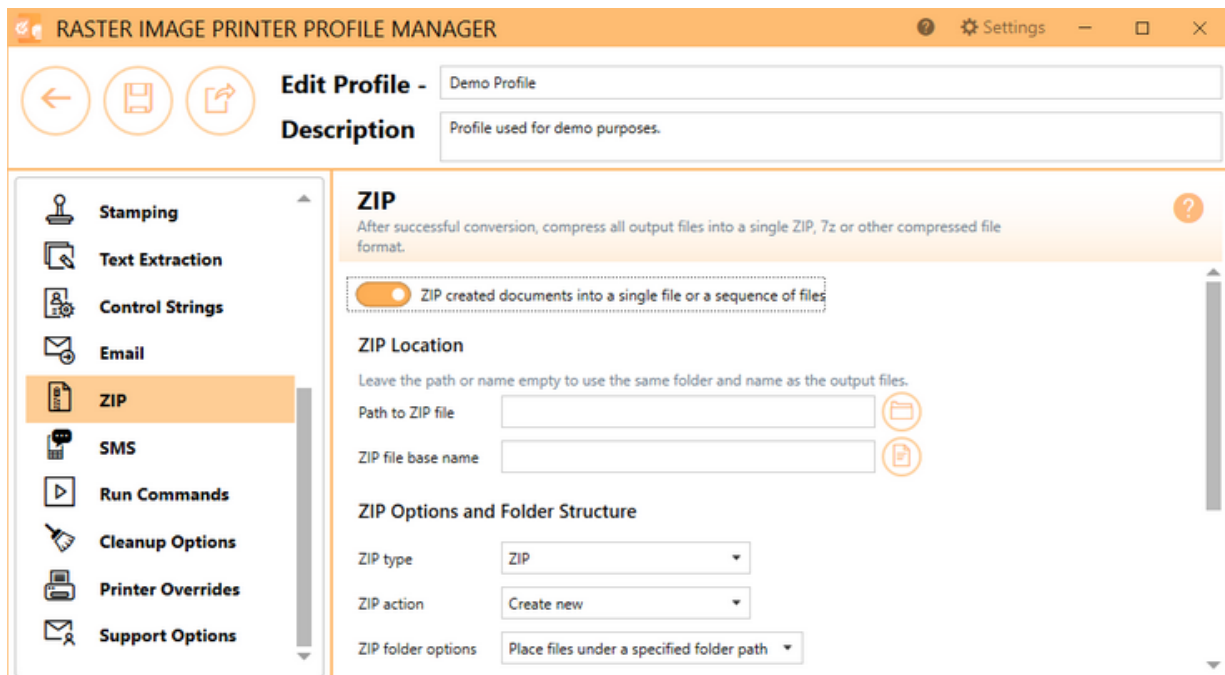 RASTER IMAGE PRINTER PROFILE MANAGER
? Settings
Edit Profile - Demo Profile
Description Profile used for demo purposes.
Stamping
Text Extraction
Control Strings
Email
ZIP
SMS
Run Commands
Cleanup Options
Printer Overrides
Support Options
ZIP
?
After successful conversion, compress all output files into a single ZIP, 7z or other compressed file
format.
ZIP created documents into a single file or a sequence of files
ZIP Location
Leave the path or name empty to use the same folder and name as the output files.
Path to ZIP file
ZIP file base name
ZIP Options and Folder Structure
ZIP type ZIP
ZIP action Create new
ZIP folder options Place files under a specified folder path